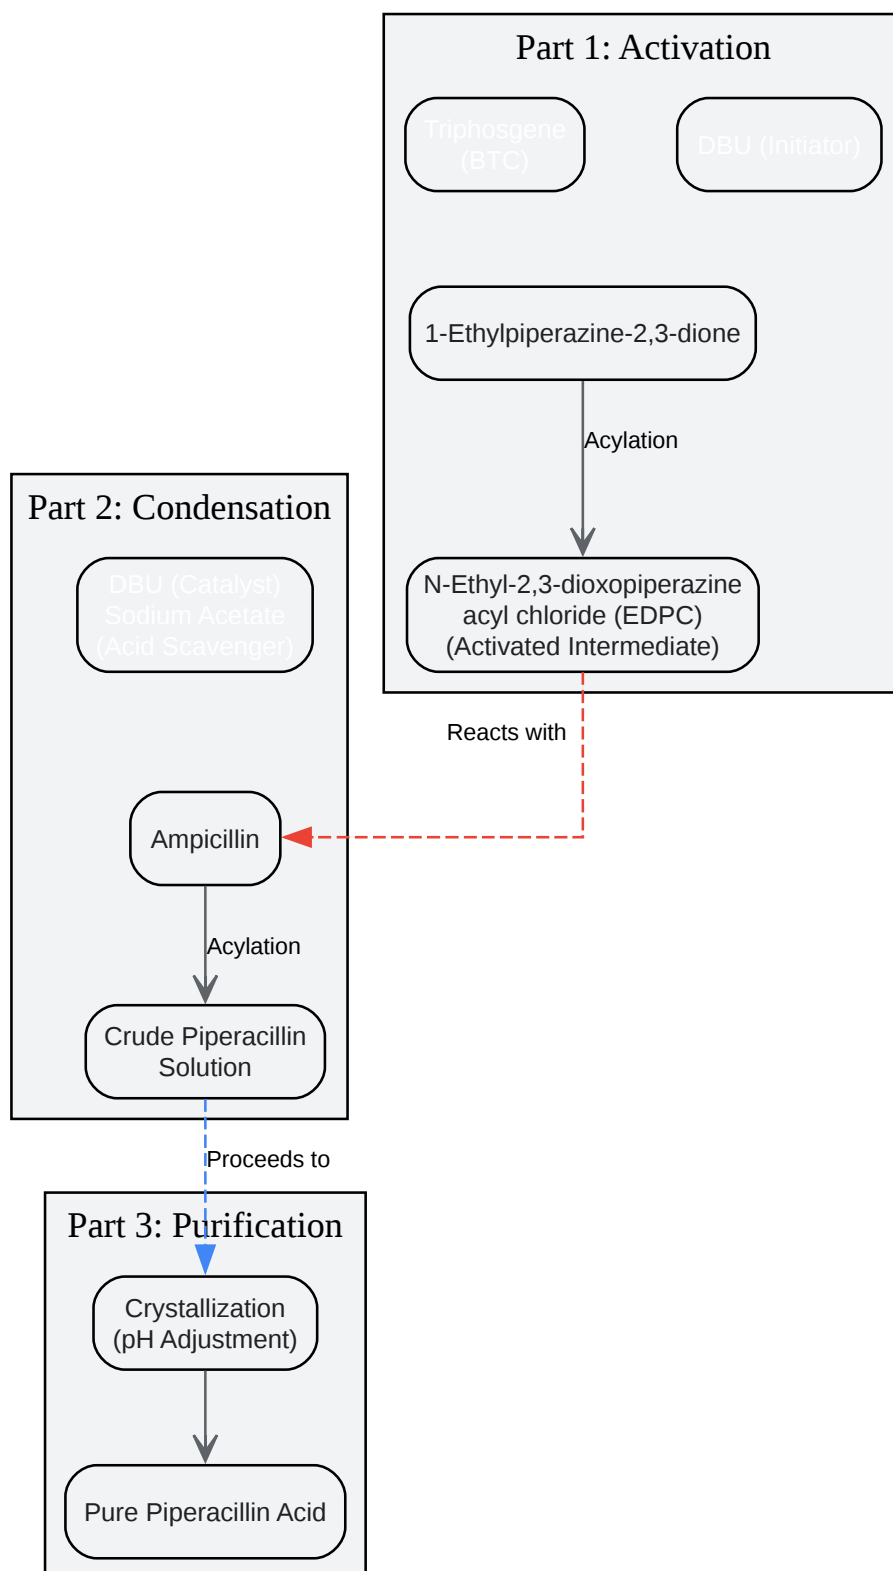 Part 1: Activation
Triphosgene
(BTC)
DBU (Initiator)
1-Ethylpiperazine-2,3-dione
Acylation
N-Ethyl-2,3-dioxopiperazine
acyl chloride (EDPC)
(Activated Intermediate)
Reacts with
Part 2: Condensation
DBU (Catalyst)
Sodium Acetate
(Acid Scavenger)
Ampicillin
Acylation
Crude Piperacillin
Solution
Proceeds to
Part 3: Purification
Crystallization
(pH Adjustment)
Pure Piperacillin Acid